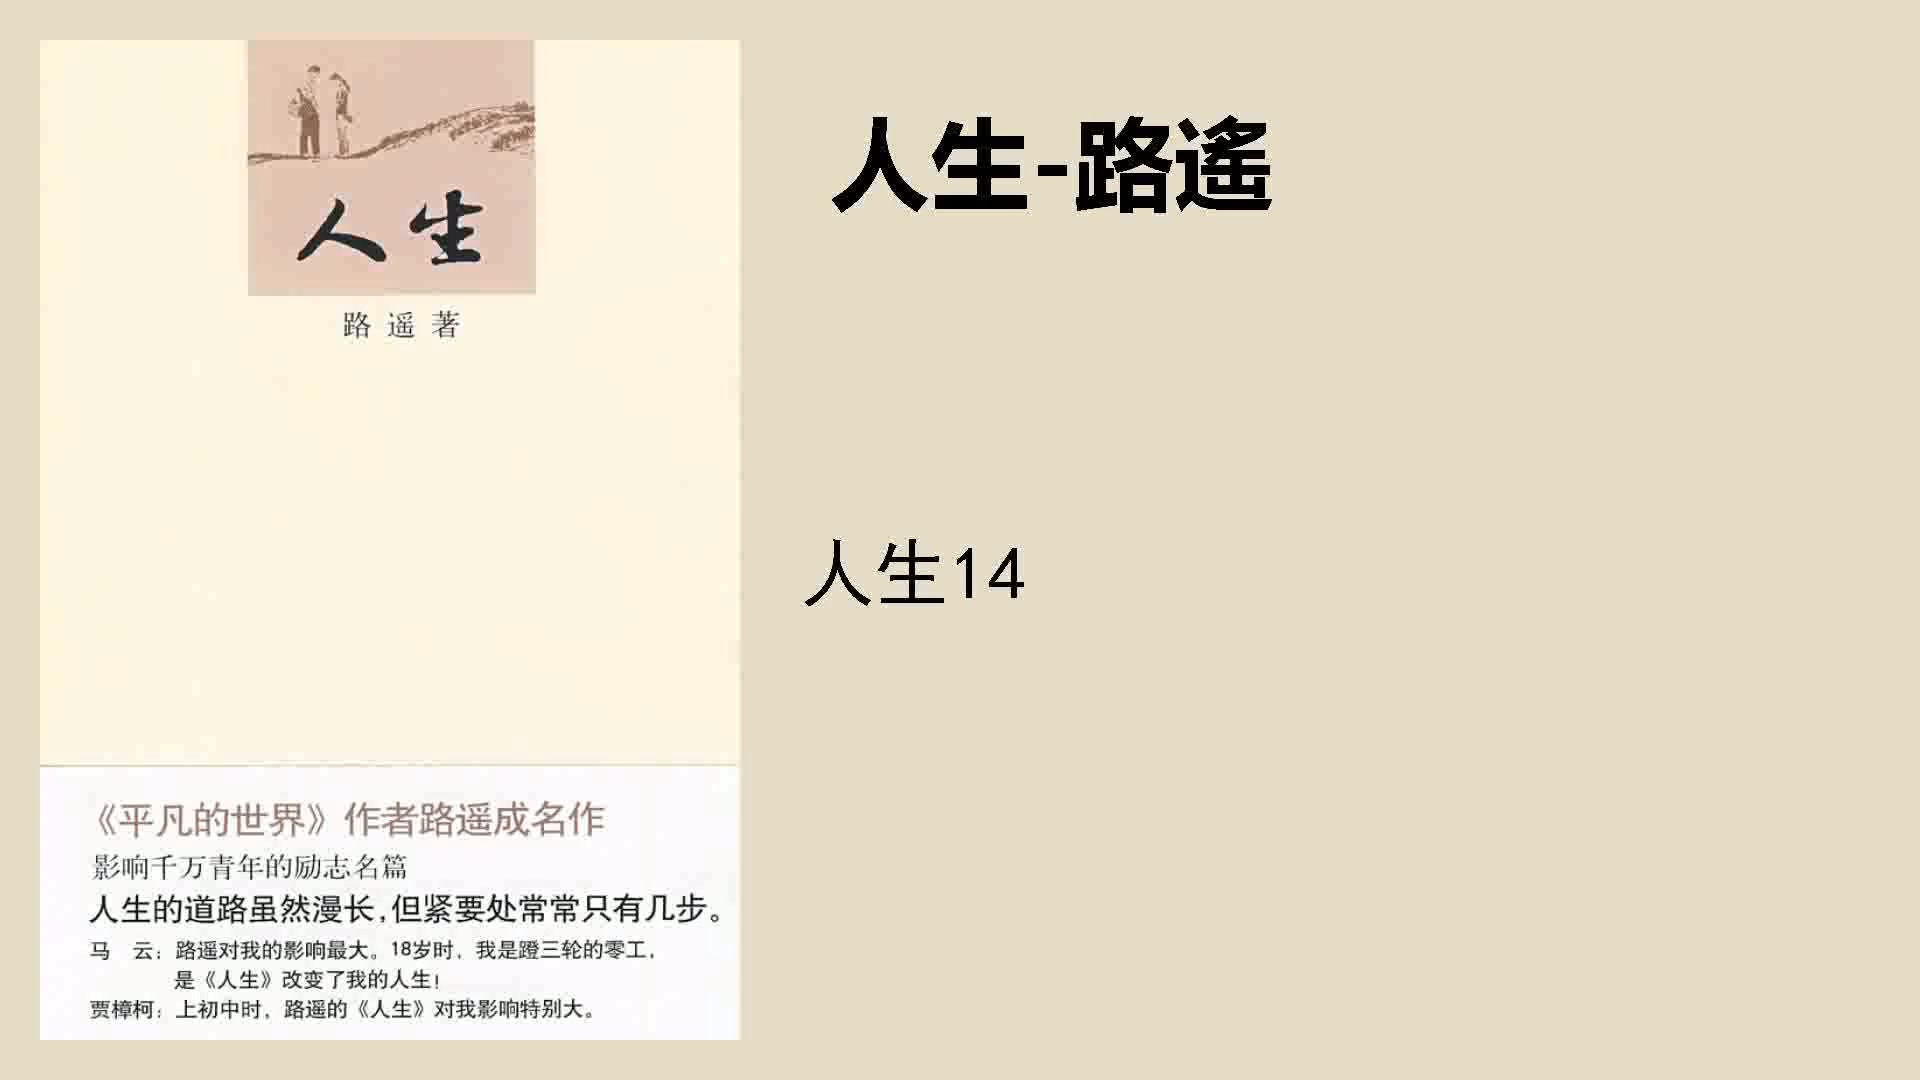 人生
路遥著
《平凡的世界》作者路遥成名作
影响千万青年的励志名篇
人生的道路虽然漫长,但紧要处常常只有几步。
马　云：路遥对我的影响最大。18岁时，我是蹬三轮的零工，
是《人生》改变了我的人生！
贾樟柯：上初中时，路遥的《人生》对我影响特别大。
人生-路遥
人生14